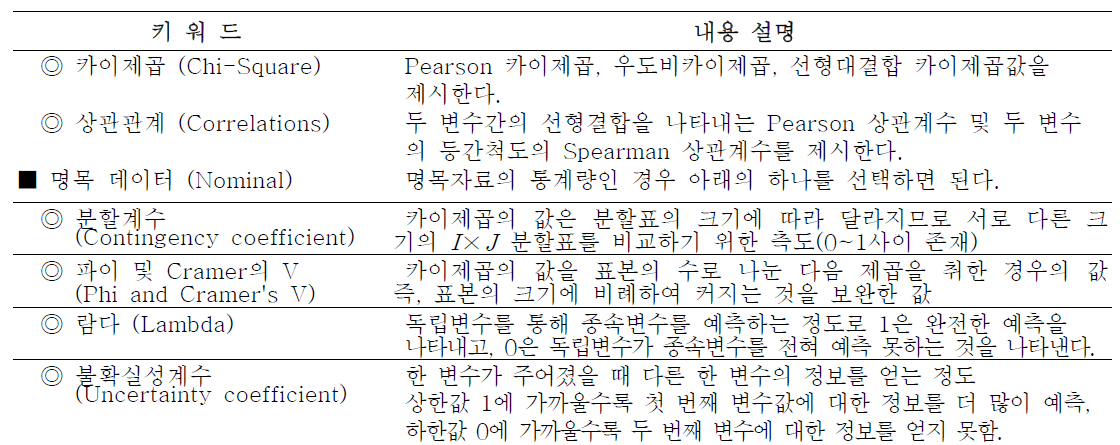 키 워 드 내용 설명
◎ 카이제곱 (Chi-Square) Pearson 카이제곱, 우도비카이제곱, 선형대결합 카이제곱값을
제시한다.
◎ 상관관계 (Correlations) 두 변수간의 선형결합을 나타내는 Pearson 상관계수 및 두 변수
의 등간척도의 Spearman 상관계수를 제시한다.
■ 명목 데이터 (Nominal) 명목자료의 통계량인 경우 아래의 하나를 선택하면 된다.
◎ 분할계수 카이제곱의 값은 분할표의 크기에 따라 달라지므로 서로 다른 크
(Contingency coefficient) 기의 I×J 분할표를 비교하기 위한 측도(0~1사이 존재)
◎ 파이 및 Cramer의 V 카이제곱의 값을 표본의 수로 나눈 다음 제곱을 취한 경우의 값
(Phi and Cramer's V) 즉, 표본의 크기에 비례하여 커지는 것을 보완한 값
◎ 람다 (Lambda) 독립변수를 통해 종속변수를 예측하는 정도로 1은 완전한 예측을
나타내고, 0은 독립변수가 종속변수를 전혀 예측 못하는 것을 나타낸다.
◎ 불확실성계수 한 변수가 주어졌을 때 다른 한 변수의 정보를 얻는 정도
(Uncertainty coefficient) 상한값 1에 가까울수록 첫 번째 변수값에 대한 정보를 더 많이 예측,
하한값 0에 가까울수록 두 번째 변수에 대한 정보를 얻지 못함.